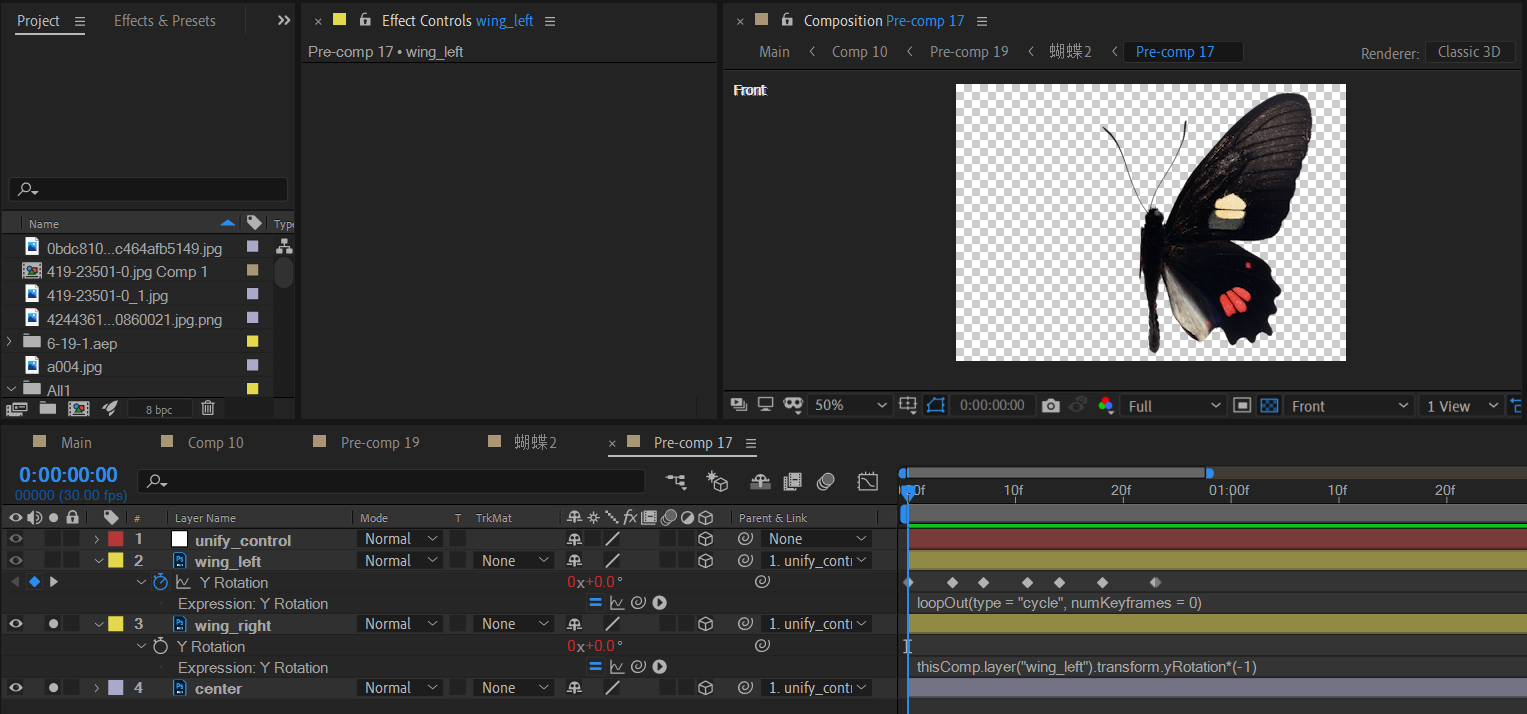 Project Effects & Presets
Effect Controls wing_left
Composition Pre-comp 17
Pre-comp 17 • wing_left
Main Comp 10 Pre-comp 19 蝴蝶2 Pre-comp 17
Renderer: Classic 3D
Front
Name Type
0bdc810...c464afb5149.jpg
419-23501-0.jpg Comp 1
419-23501-0_1.jpg
4244361...0860021.jpg.png
6-19-1.aep
a004.jpg
All1
8 bpc
50% 0:00:00:00 Full Front 1 View
Main Comp 10 Pre-comp 19 蝴蝶2 Pre-comp 17
0:00:00:00
00000 (30.00 fps)
10f 20f 01:00f 10f 20f
# Layer Name Mode T TrkMat Parent & Link
1 unify_control Normal None
2 wing_left Normal None 1. unify_conti
Y Rotation 0x+0.0°
Expression: Y Rotation loopOut(type = "cycle", numKeyframes = 0)
3 wing_right Normal None 1. unify_conti
Y Rotation 0x+0.0°
Expression: Y Rotation thisComp.layer("wing_left").transform.yRotation*(-1)
4 center Normal None 1. unify_conti